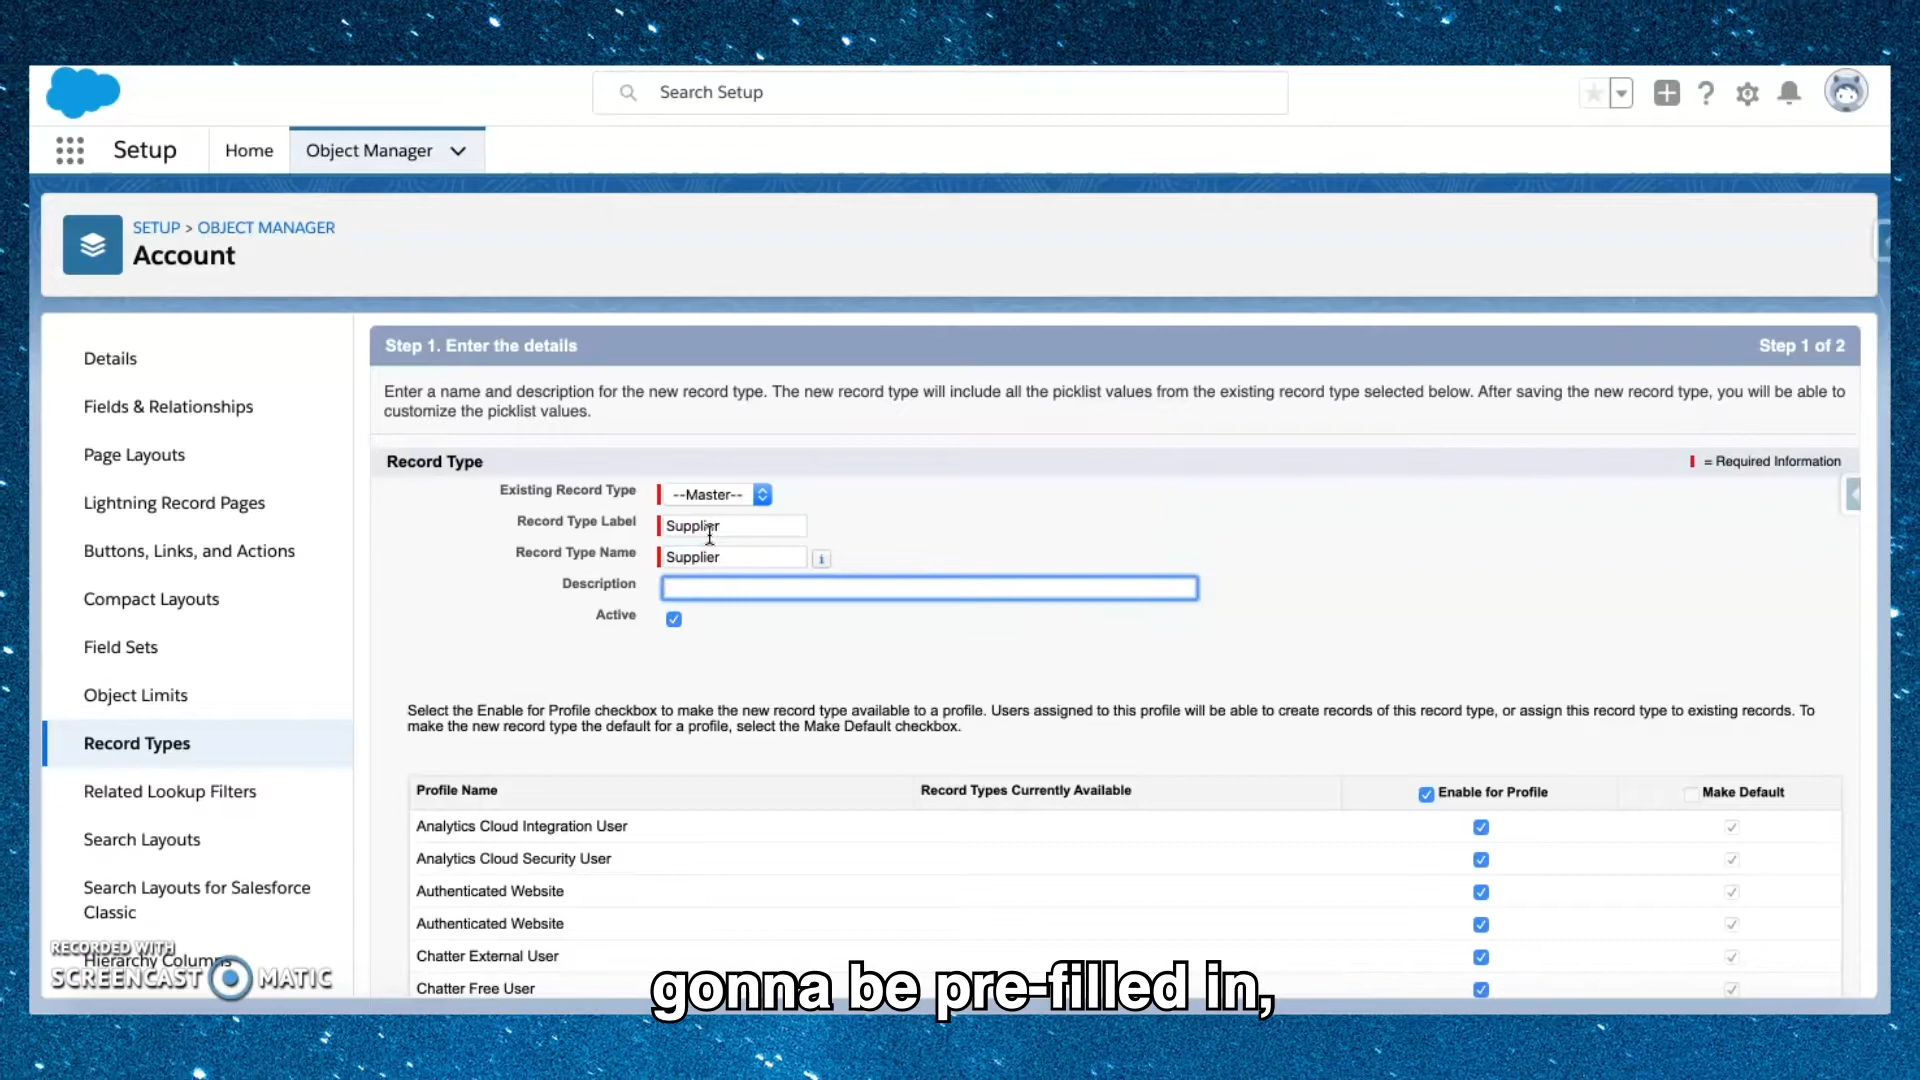 Search Setup
Setup
Home
Object Manager
SETUP > OBJECT MANAGER
Account
Details
Fields & Relationships
Page Layouts
Lightning Record Pages
Buttons, Links, and Actions
Compact Layouts
Field Sets
Object Limits
Record Types
Related Lookup Filters
Search Layouts
Search Layouts for Salesforce
Classic
Hierarchy Columns
Step 1. Enter the details
Step 1 of 2
Enter a name and description for the new record type. The new record type will include all the picklist values from the existing record type selected below. After saving the new record type, you will be able to
customize the picklist values.
Record Type
= Required Information
Existing Record Type --Master--
Record Type Label Supplier
Record Type Name Supplier
Description
Active
Select the Enable for Profile checkbox to make the new record type available to a profile. Users assigned to this profile will be able to create records of this record type, or assign this record type to existing records. To
make the new record type the default for a profile, select the Make Default checkbox.
Profile Name Record Types Currently Available Enable for Profile Make Default
Analytics Cloud Integration User
Analytics Cloud Security User
Authenticated Website
Authenticated Website
Chatter External User
Chatter Free User
RECORDED WITH
SCREENCAST MATIC
gonna be pre-filled in,